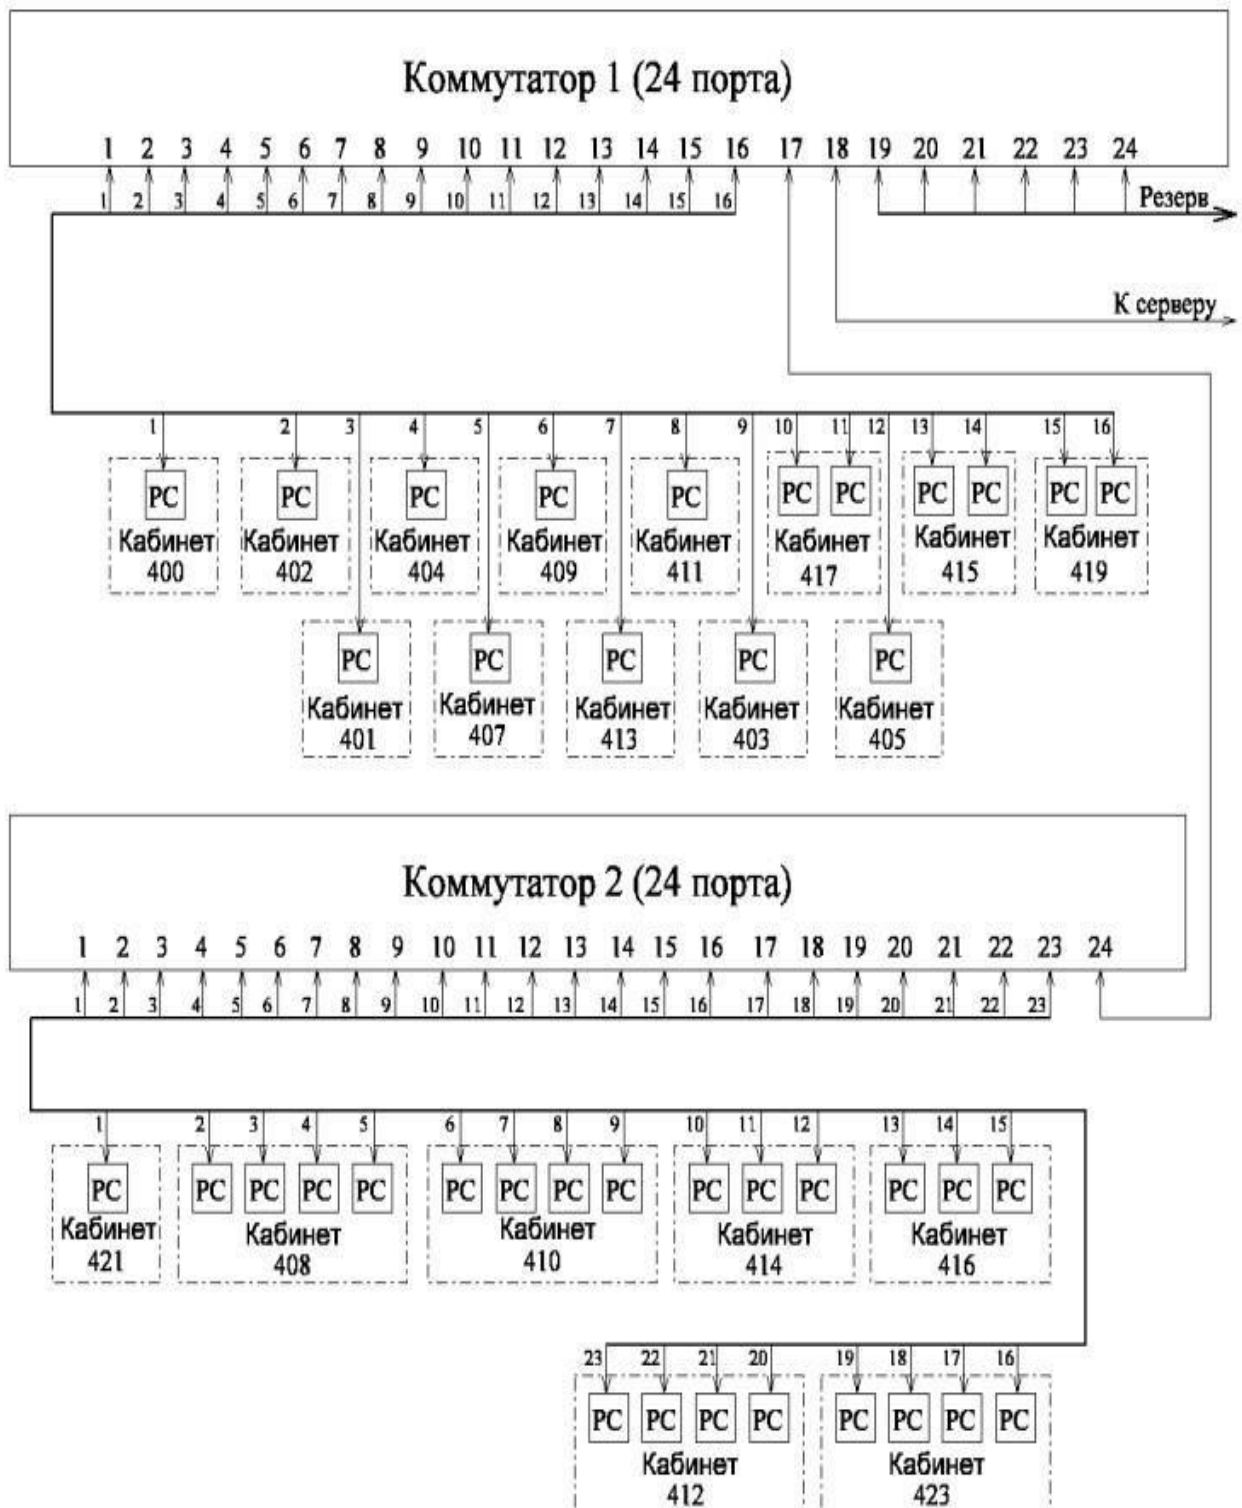 Коммутатор 1 (24 порта)
1 2 3 4 5 6 7 8 9 10 11 12 13 14 15 16 17 18 19 20 21 22 23 24
1 2 3 4 5 6 7 8 9 10 11 12 13 14 15 16
Резерв
К серверу
1 2 3 4 5 6 7 8 9 10 11 12 13 14 15 16
PC PC PC PC PC PC PC PC PC PC PC
Кабинет Кабинет Кабинет Кабинет Кабинет Кабинет Кабинет Кабинет
400 402 404 409 411 417 415 419
PC PC PC PC PC
Кабинет Кабинет Кабинет Кабинет Кабинет
401 407 413 403 405
Коммутатор 2 (24 порта)
1 2 3 4 5 6 7 8 9 10 11 12 13 14 15 16 17 18 19 20 21 22 23 24
1 2 3 4 5 6 7 8 9 10 11 12 13 14 15 16 17 18 19 20 21 22 23
1 2 3 4 5 6 7 8 9 10 11 12 13 14 15
PC PC PC PC PC PC PC PC PC PC PC PC PC PC PC
Кабинет Кабинет Кабинет Кабинет Кабинет
421 408 410 414 416
23 22 21 20 19 18 17 16
PC PC PC PC PC PC PC PC
Кабинет Кабинет
412 423